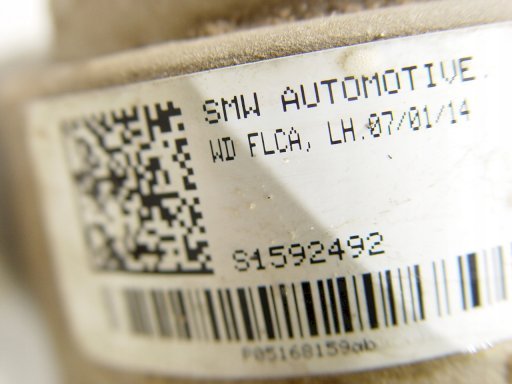 SMW AUTOMOTIVE
WD FLCA, LH.07/01/14
S1592492
P05168159ab